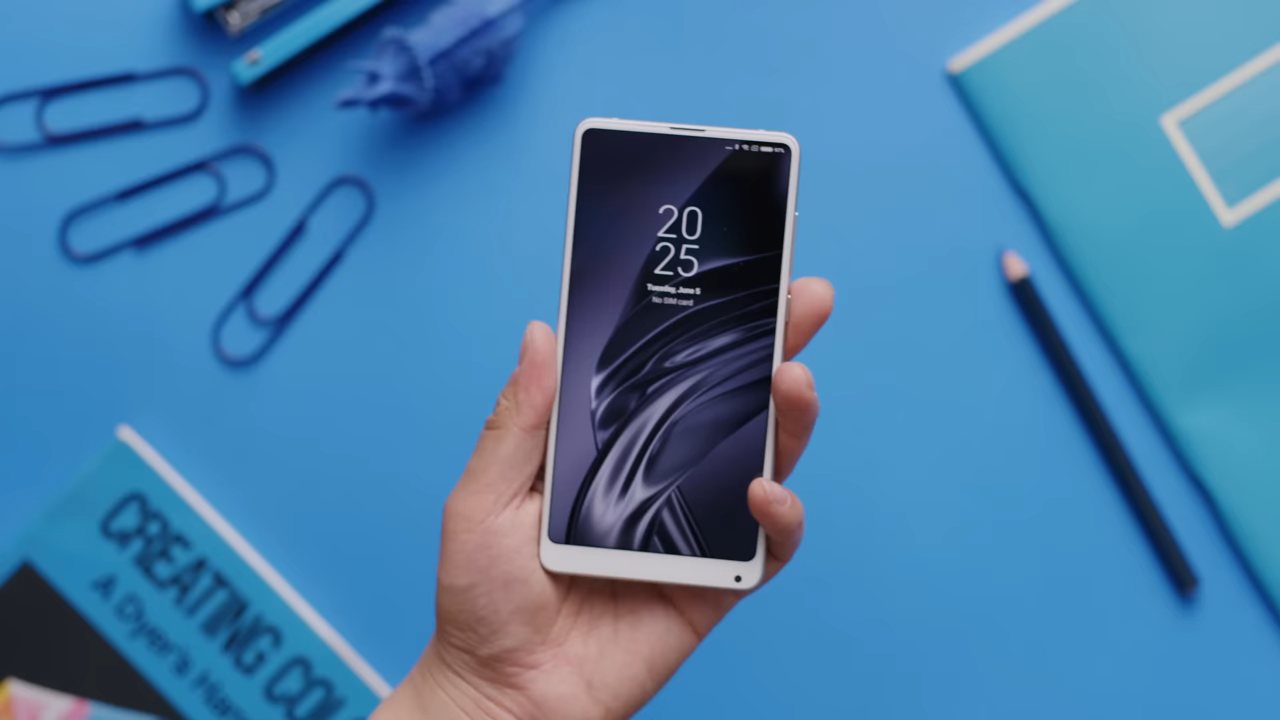 20
25
Tuesday, June 5
No SIM card
CREATING COL
A Dyer's Han